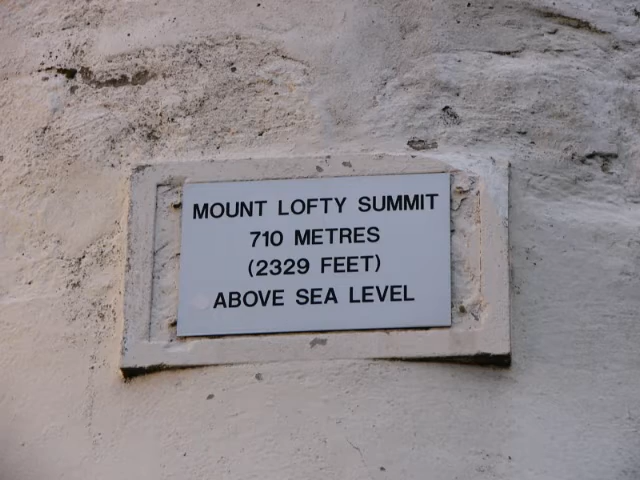 MOUNT LOFTY SUMMIT
710 METRES
(2329 FEET)
ABOVE SEA LEVEL